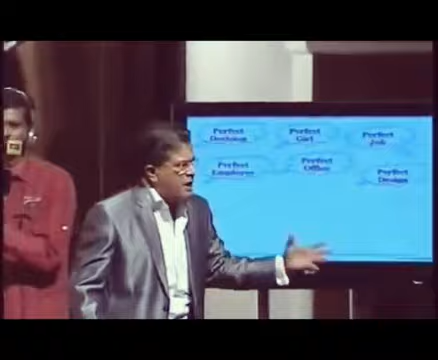 Perfect
Decision
Perfect
Girl
Perfect
Job
Perfect
Employee
Perfect
Office
Perfect
Design